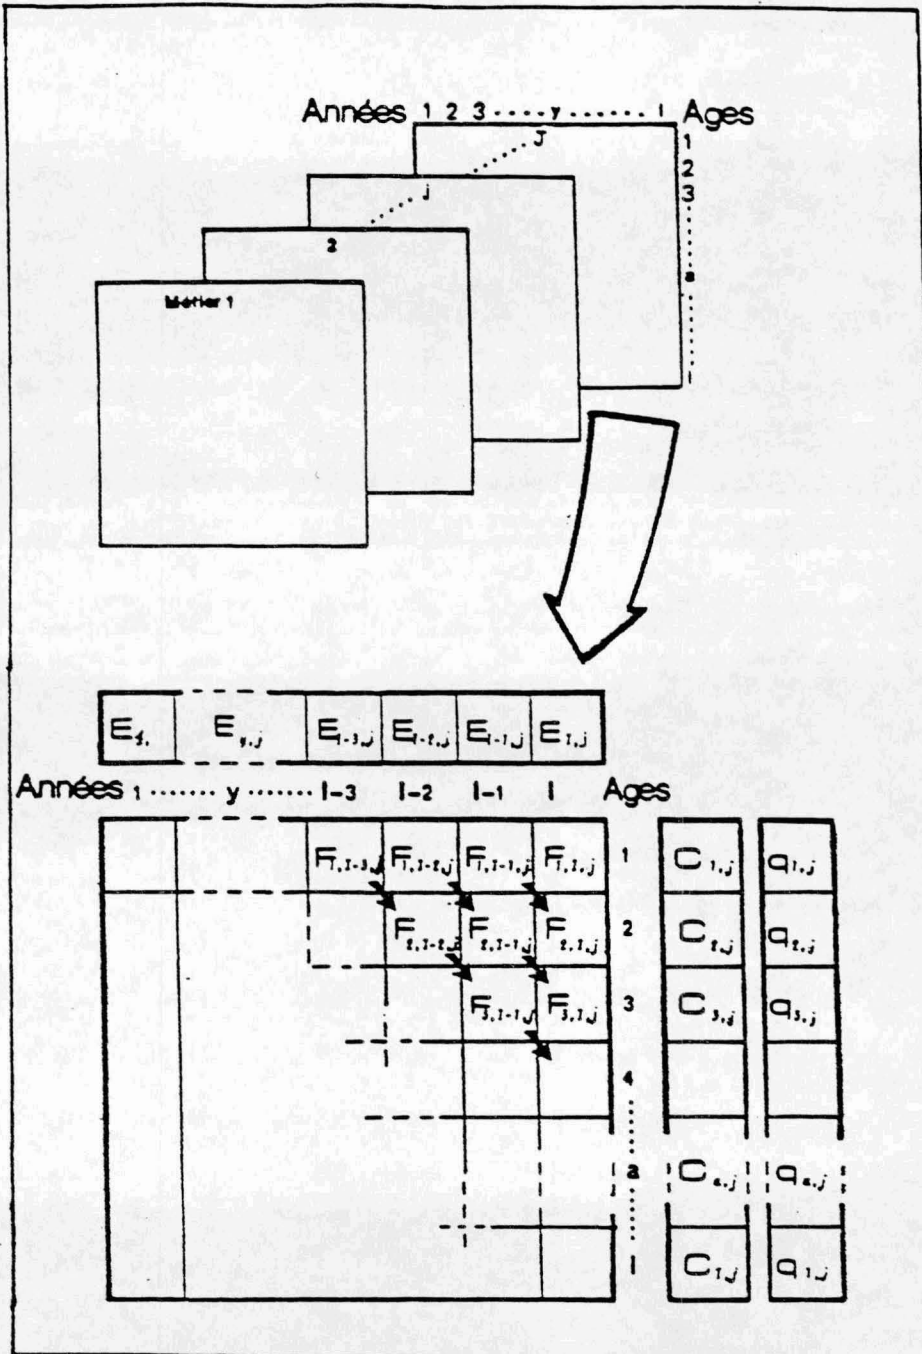 Années 1 2 3 ···· y ········ I Ages
1
2
3
a
I
J
j
2
Métier 1
E1, Ey,j EI-3,j EI-2,j EI-1,j EI,j
Années 1 ······· y ······· I-3 I-2 I-1 I Ages
F1,I-3,j F1,I-2,j F1,I-1,j F1,I,j 1 C1,j q1,j
F2,I-2,j F2,I-1,j F2,I,j 2 C2,j q2,j
F3,I-1,j F3,I,j 3 C3,j q3,j
4
a Ca,j qa,j
I CI,j qI,j